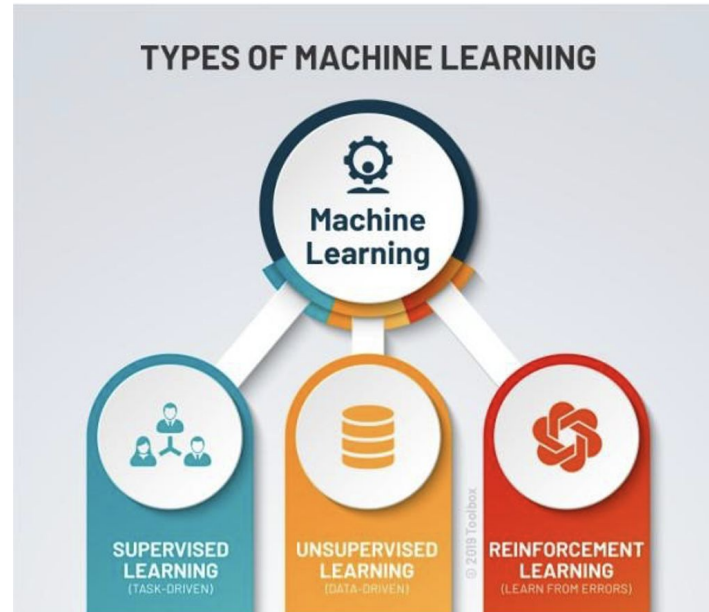 TYPES OF MACHINE LEARNING
Machine
Learning
SUPERVISED
LEARNING
(TASK-DRIVEN)
UNSUPERVISED
LEARNING
(DATA-DRIVEN)
REINFORCEMENT
LEARNING
(LEARN FROM ERRORS)
© 2019 Toolbox